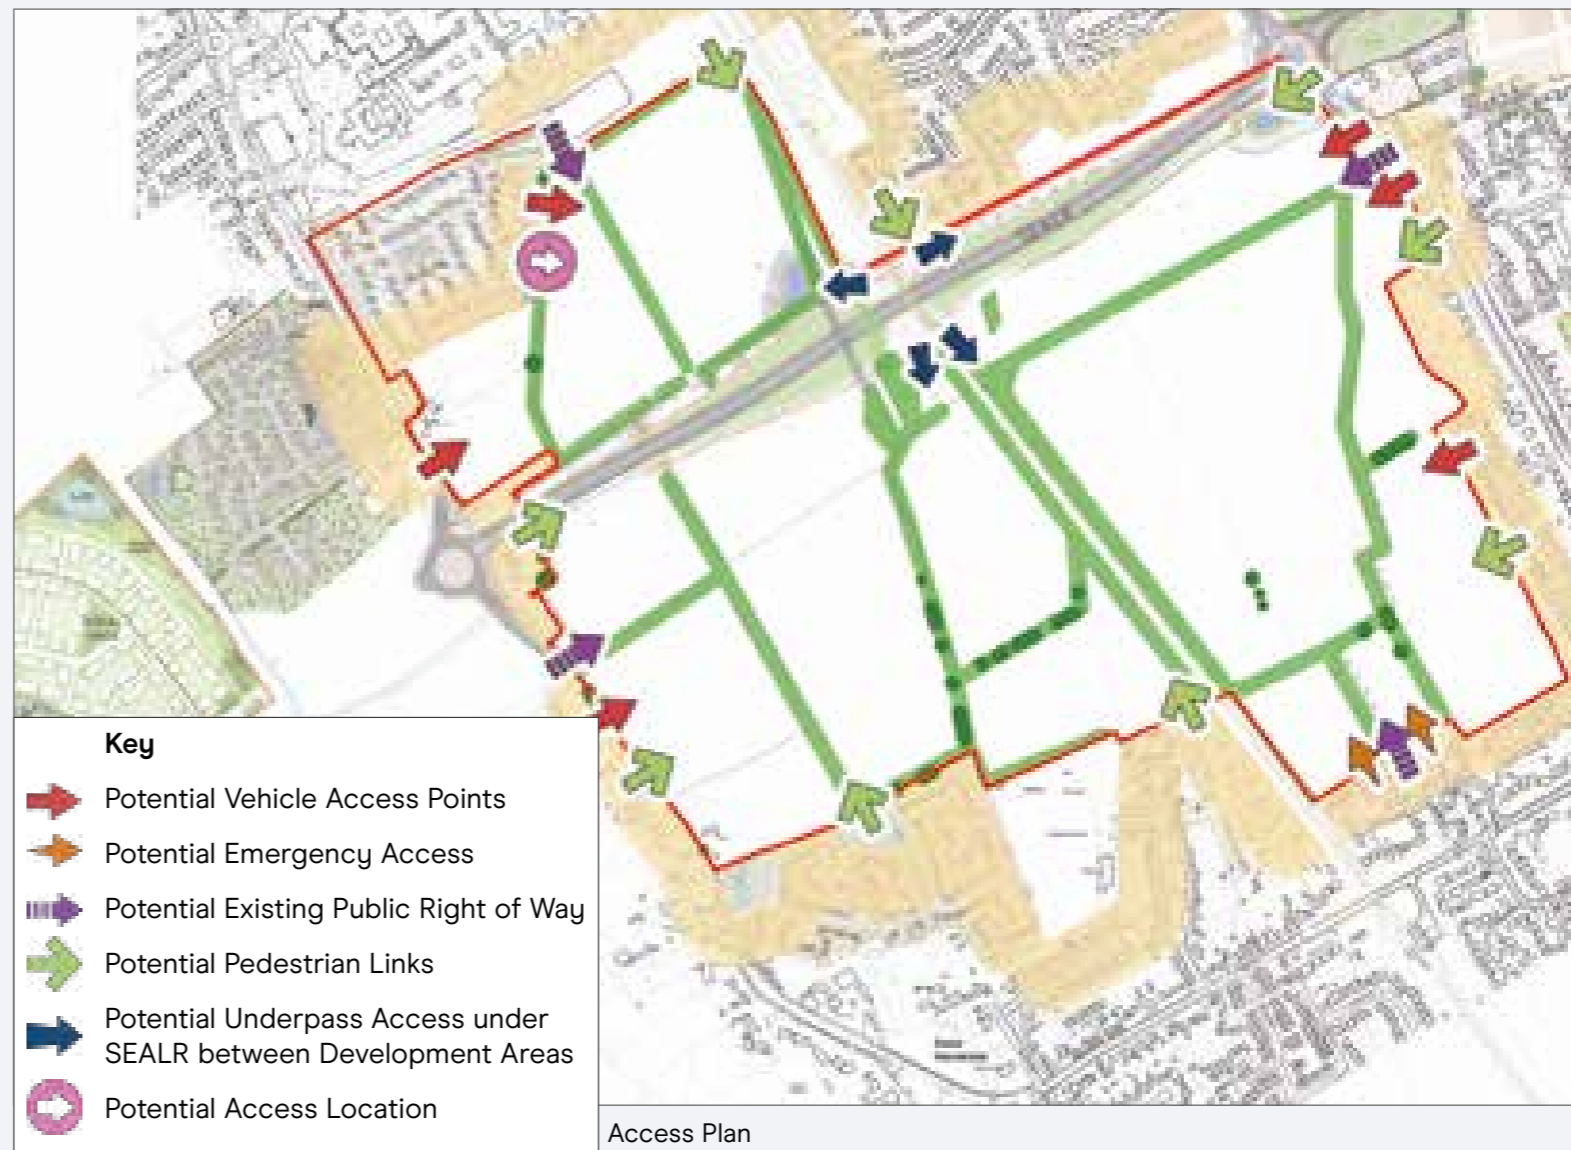 Key
Potential Vehicle Access Points
Potential Emergency Access
Potential Existing Public Right of Way
Potential Pedestrian Links
Potential Underpass Access under
SEALR between Development Areas
Potential Access Location
Access Plan